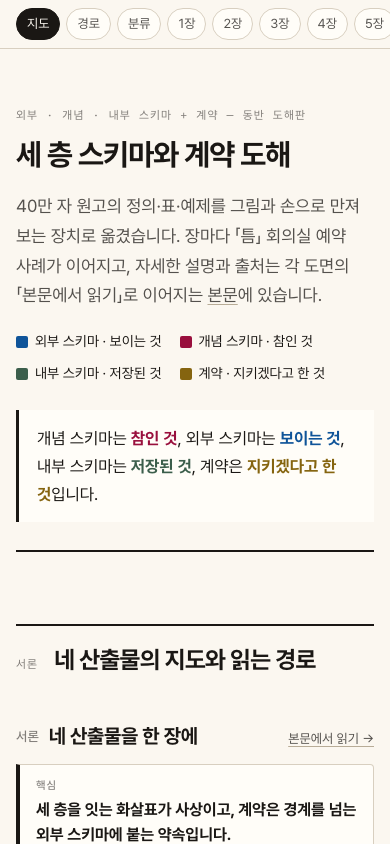 지도 경로 분류 1장 2장 3장 4장 5장
외부 · 개념 · 내부 스키마 + 계약 — 동반 도해판
세 층 스키마와 계약 도해
40만 자 원고의 정의·표·예제를 그림과 손으로 만져
보는 장치로 옮겼습니다. 장마다 「틈」 회의실 예약
사례가 이어지고, 자세한 설명과 출처는 각 도면의
「본문에서 읽기」로 이어지는 본문에 있습니다.
외부 스키마 · 보이는 것 개념 스키마 · 참인 것
내부 스키마 · 저장된 것 계약 · 지키겠다고 한 것
개념 스키마는 참인 것, 외부 스키마는 보이는 것,
내부 스키마는 저장된 것, 계약은 지키겠다고 한
것입니다.
서론 네 산출물의 지도와 읽는 경로
서론 네 산출물을 한 장에 본문에서 읽기 →
핵심
세 층을 잇는 화살표가 사상이고, 계약은 경계를 넘는
외부 스키마에 붙는 약속입니다.